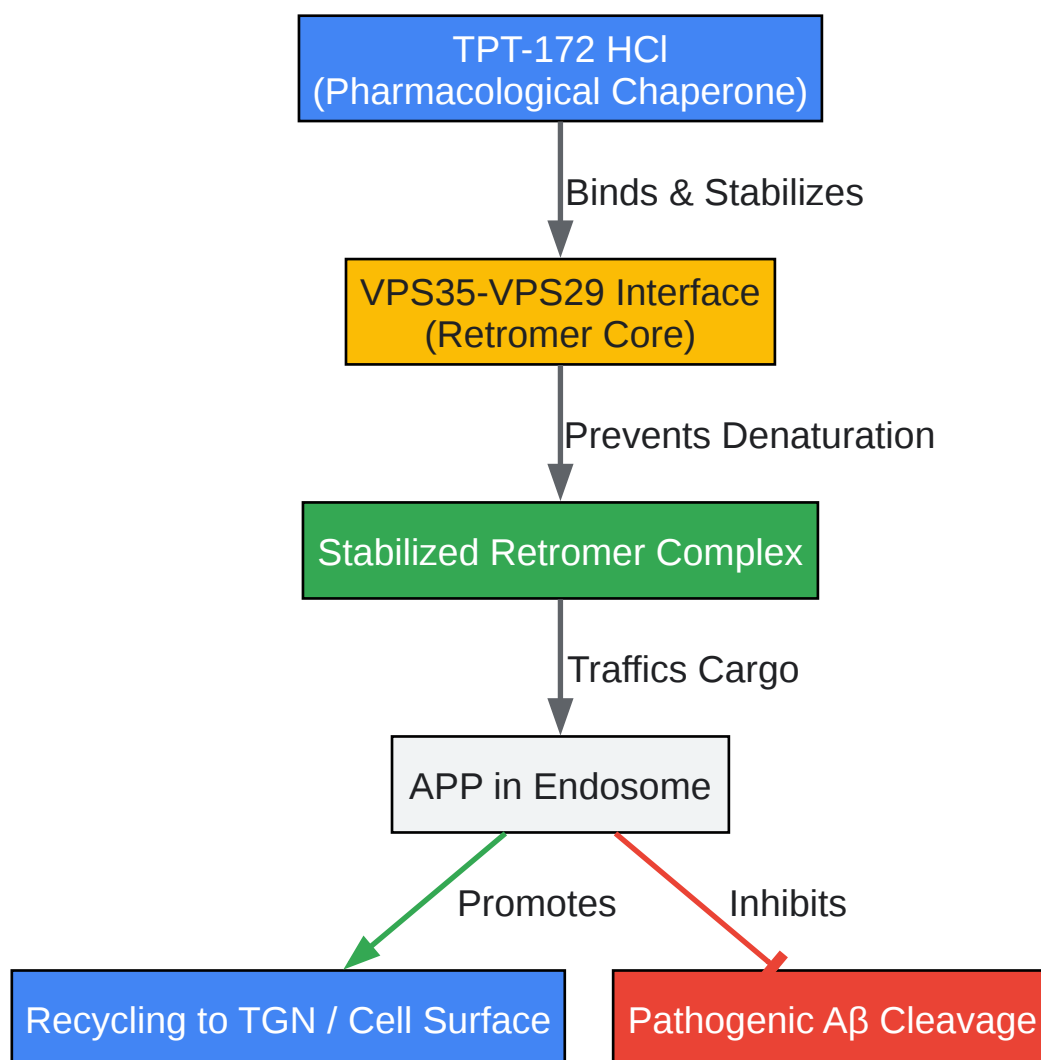 TPT-172 HCl
(Pharmacological Chaperone)
Binds & Stabilizes
VPS35-VPS29 Interface
(Retromer Core)
Prevents Denaturation
Stabilized Retromer Complex
Traffics Cargo
APP in Endosome
Promotes
Inhibits
Recycling to TGN / Cell Surface
Pathogenic Aβ Cleavage